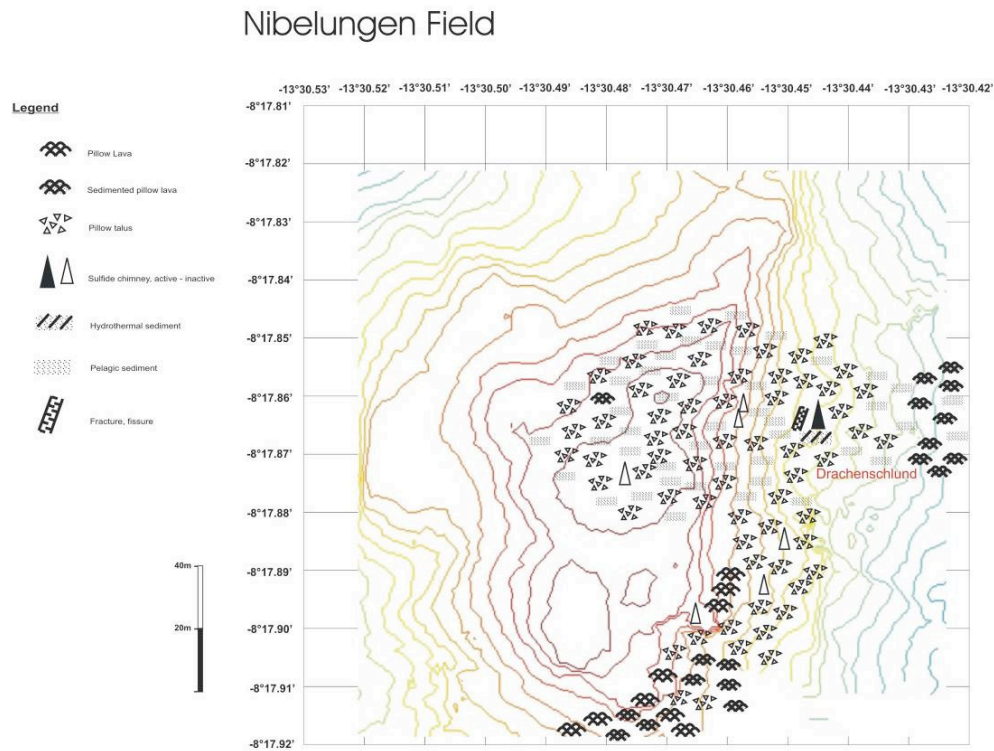 Nibelungen Field
-13°30.53' -13°30.52' -13°30.51' -13°30.50' -13°30.49' -13°30.48' -13°30.47' -13°30.46' -13°30.45' -13°30.44' -13°30.43' -13°30.42'
Legend
Pillow Lava
Sedimented pillow lava
Pillow talus
Sulfide chimney, active - inactive
Hydrothermal sediment
Pelagic sediment
Fracture, fissure
40m
20m
-8°17.81'
-8°17.82'
-8°17.83'
-8°17.84'
-8°17.85'
-8°17.86'
-8°17.87'
-8°17.88'
-8°17.89'
-8°17.90'
-8°17.91'
-8°17.92'
Drachenschlund